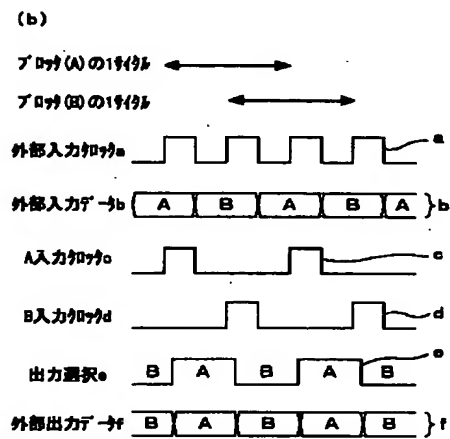 (b)
ブロック(A)の1サイクル
ブロック(B)の1サイクル
外部入力クロックa
a
外部入力データb
A B A B A
b
A入力クロックc
c
B入力クロックd
d
出力選択e
B A B A B
e
外部出力データf
B A B A B
f